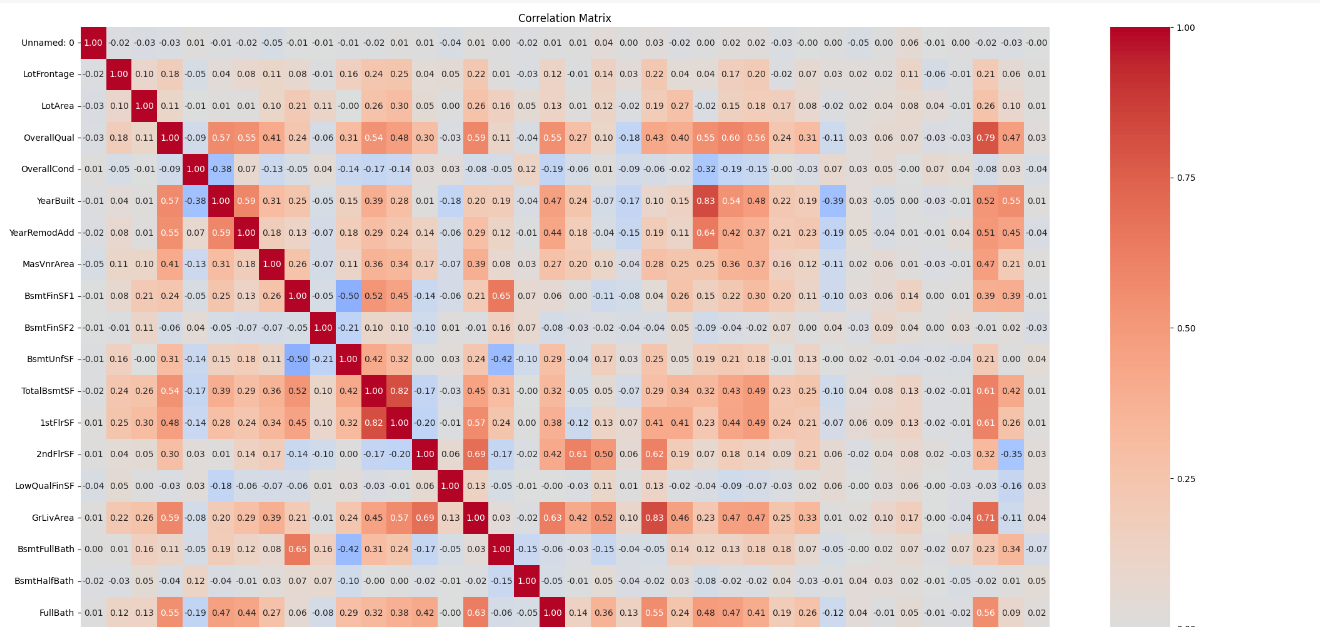 Correlation Matrix
Unnamed: 0 1.00 -0.02 -0.03 -0.03 0.01 -0.01 -0.02 -0.05 -0.01 -0.01 -0.01 -0.02 0.01 0.01 -0.04 0.01 0.00 -0.02 0.01 0.01 0.04 0.00 0.03 -0.02 0.00 0.02 0.02 -0.03 -0.00 0.00 -0.05 0.00 0.06 -0.01 0.00 -0.02 -0.03 -0.00
LotFrontage -0.02 1.00 0.10 0.18 -0.05 0.04 0.08 0.11 0.08 -0.01 0.16 0.24 0.25 0.04 0.05 0.22 0.01 -0.03 0.12 -0.01 0.14 0.03 0.22 0.04 0.04 0.17 0.20 -0.02 0.07 0.03 0.02 0.02 0.11 -0.06 -0.01 0.21 0.06 0.01
LotArea -0.03 0.10 1.00 0.11 -0.01 0.01 0.01 0.10 0.21 0.11 -0.00 0.26 0.30 0.05 0.00 0.26 0.16 0.05 0.13 0.01 0.12 -0.02 0.19 0.27 -0.02 0.15 0.18 0.17 0.08 -0.02 0.02 0.04 0.08 0.04 -0.01 0.26 0.10 0.01
OverallQual -0.03 0.18 0.11 1.00 -0.09 0.57 0.55 0.41 0.24 -0.06 0.31 0.54 0.48 0.30 -0.03 0.59 0.11 -0.04 0.55 0.27 0.10 -0.18 0.43 0.40 0.55 0.60 0.56 0.24 0.31 -0.11 0.03 0.06 0.07 -0.03 -0.03 0.79 0.47 0.03
OverallCond 0.01 -0.05 -0.01 -0.09 1.00 -0.38 0.07 -0.13 -0.05 0.04 -0.14 -0.17 -0.14 0.03 0.03 -0.08 -0.05 0.12 -0.19 -0.06 0.01 -0.09 -0.06 -0.02 -0.32 -0.19 -0.15 -0.00 -0.03 0.07 0.03 0.05 -0.00 0.07 0.04 -0.08 0.03 -0.04
YearBuilt -0.01 0.04 0.01 0.57 -0.38 1.00 0.59 0.31 0.25 -0.05 0.15 0.39 0.28 0.01 -0.18 0.20 0.19 -0.04 0.47 0.24 -0.07 -0.17 0.10 0.15 0.83 0.54 0.48 0.22 0.19 -0.39 0.03 -0.05 0.00 -0.03 -0.01 0.52 0.55 0.01
YearRemodAdd -0.02 0.08 0.01 0.55 0.07 0.59 1.00 0.18 0.13 -0.07 0.18 0.29 0.24 0.14 -0.06 0.29 0.12 -0.01 0.44 0.18 -0.04 -0.15 0.19 0.11 0.64 0.42 0.37 0.21 0.23 -0.19 0.05 -0.04 0.01 -0.01 0.04 0.51 0.45 -0.04
MasVnrArea -0.05 0.11 0.10 0.41 -0.13 0.31 0.18 1.00 0.26 -0.07 0.11 0.36 0.34 0.17 -0.07 0.39 0.08 0.03 0.27 0.20 0.10 -0.04 0.28 0.25 0.25 0.36 0.37 0.16 0.12 -0.11 0.02 0.06 0.01 -0.03 -0.01 0.47 0.21 0.01
BsmtFinSF1 -0.01 0.08 0.21 0.24 -0.05 0.25 0.13 0.26 1.00 -0.05 -0.50 0.52 0.45 -0.14 -0.06 0.21 0.65 0.07 0.06 0.00 -0.11 -0.08 0.04 0.26 0.15 0.22 0.30 0.20 0.11 -0.10 0.03 0.06 0.14 0.00 0.01 0.39 0.39 -0.01
BsmtFinSF2 -0.01 -0.01 0.11 -0.06 0.04 -0.05 -0.07 -0.07 -0.05 1.00 -0.21 0.10 0.10 -0.10 0.01 -0.01 0.16 0.07 -0.08 -0.03 -0.02 -0.04 -0.04 0.05 -0.09 -0.04 -0.02 0.07 0.00 0.04 -0.03 0.09 0.04 0.00 0.03 -0.01 0.02 -0.03
BsmtUnfSF -0.01 0.16 -0.00 0.31 -0.14 0.15 0.18 0.11 -0.50 -0.21 1.00 0.42 0.32 0.00 0.03 0.24 -0.42 -0.10 0.29 -0.04 0.17 0.03 0.25 0.05 0.19 0.21 0.18 -0.01 0.13 -0.00 0.02 -0.01 -0.04 -0.02 -0.04 0.21 0.00 0.04
TotalBsmtSF -0.02 0.24 0.26 0.54 -0.17 0.39 0.29 0.36 0.52 0.10 0.42 1.00 0.82 -0.17 -0.03 0.45 0.31 -0.00 0.32 -0.05 0.05 -0.07 0.29 0.34 0.32 0.43 0.49 0.23 0.25 -0.10 0.04 0.08 0.13 -0.02 -0.01 0.61 0.42 0.01
1stFlrSF 0.01 0.25 0.30 0.48 -0.14 0.28 0.24 0.34 0.45 0.10 0.32 0.82 1.00 -0.20 -0.01 0.57 0.24 0.00 0.38 -0.12 0.13 0.07 0.41 0.41 0.23 0.44 0.49 0.24 0.21 -0.07 0.06 0.09 0.13 0.04 -0.01 0.61 0.26 0.01
2ndFlrSF 0.01 0.04 0.05 0.30 0.03 0.01 0.14 0.17 -0.14 -0.10 0.00 -0.17 -0.20 1.00 0.06 0.69 -0.17 -0.02 0.42 0.61 0.50 0.06 0.62 0.19 0.07 0.18 0.14 0.09 0.21 0.06 -0.02 0.04 0.08 0.02 -0.03 0.32 -0.35 0.03
LowQualFinSF -0.04 0.05 0.00 -0.03 0.03 -0.18 -0.06 -0.07 -0.06 0.01 0.03 -0.03 -0.01 0.06 1.00 0.13 -0.05 -0.01 -0.00 -0.03 0.11 0.01 0.13 -0.02 -0.04 -0.09 -0.07 -0.03 0.02 0.06 -0.00 0.03 0.06 -0.00 -0.03 -0.03 -0.16 0.03
GrLivArea 0.01 0.22 0.26 0.59 -0.08 0.20 0.29 0.39 0.21 -0.01 0.24 0.45 0.57 0.69 0.13 1.00 0.03 -0.02 0.63 0.42 0.52 0.10 0.83 0.46 0.23 0.47 0.47 0.25 0.33 0.01 0.02 0.10 0.17 -0.00 -0.04 0.71 -0.11 0.04
BsmtFullBath 0.00 0.01 0.16 0.11 -0.05 0.19 0.12 0.08 0.65 0.16 -0.42 0.31 0.24 -0.17 -0.05 0.03 1.00 -0.15 -0.06 -0.03 -0.15 -0.04 -0.05 0.14 0.12 0.13 0.18 0.18 0.07 -0.05 -0.00 0.02 0.07 -0.02 0.07 0.23 0.34 -0.07
BsmtHalfBath -0.02 -0.03 0.05 -0.04 0.12 -0.04 -0.01 0.03 0.07 0.07 -0.10 -0.00 0.00 -0.02 -0.01 -0.02 -0.15 1.00 -0.05 -0.01 0.05 -0.04 -0.02 0.03 -0.08 -0.02 -0.02 0.04 -0.03 -0.01 0.04 0.03 0.02 -0.01 -0.05 -0.02 0.01 0.05
FullBath 0.01 0.12 0.13 0.55 -0.19 0.47 0.44 0.27 0.06 -0.08 0.29 0.32 0.38 0.42 -0.00 0.63 -0.06 -0.05 1.00 0.14 0.36 0.13 0.55 0.24 0.48 0.47 0.41 0.19 0.26 -0.12 0.04 -0.01 0.05 -0.01 -0.02 0.56 0.09 0.02
1.00
0.75
0.50
0.25